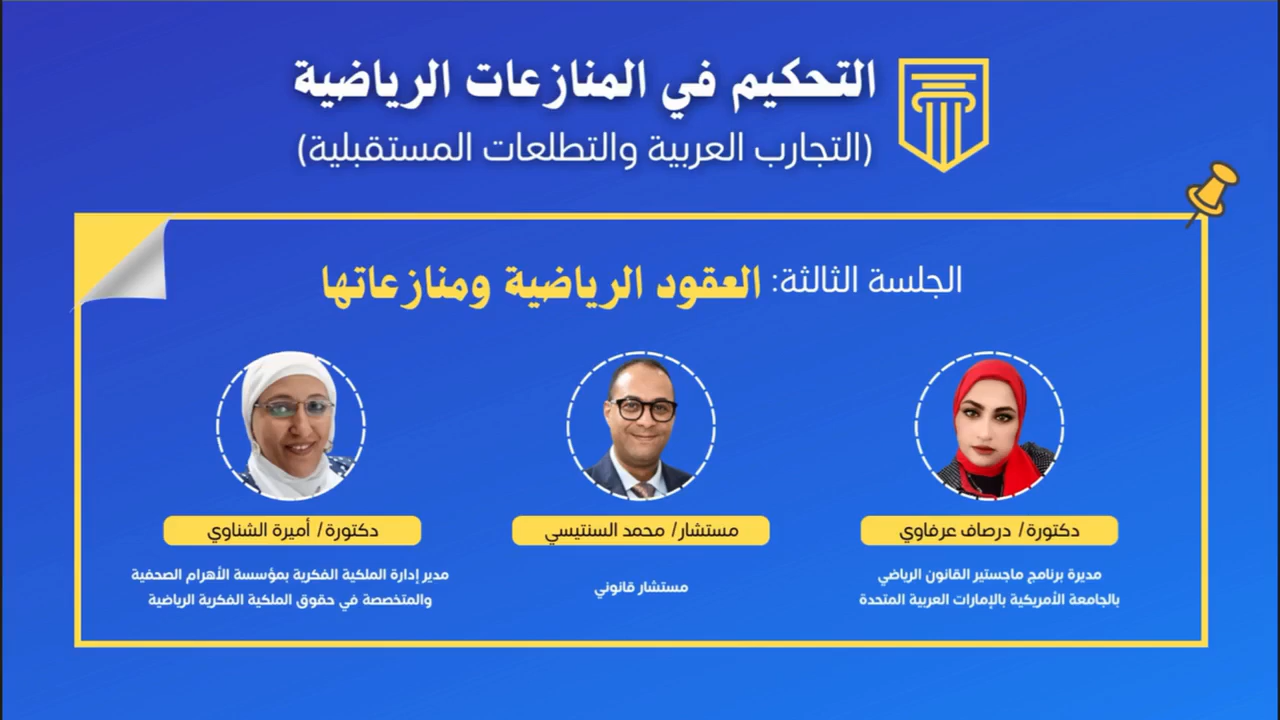 التحكيم في المنازعات الرياضية
(التجارب العربية والتطلعات المستقبلية)
الجلسة الثالثة: العقود الرياضية ومنازعاتها
دكتورة/ درصاف عرفاوي
مديرة برنامج ماجستير القانون الرياضي
بالجامعة الأمريكية بالإمارات العربية المتحدة
مستشار/ محمد السنتيسي
مستشار قانوني
دكتورة/ أميرة الشناوي
مدير إدارة الملكية الفكرية بمؤسسة الأهرام الصحفية
والمتخصصة في حقوق الملكية الفكرية الرياضية